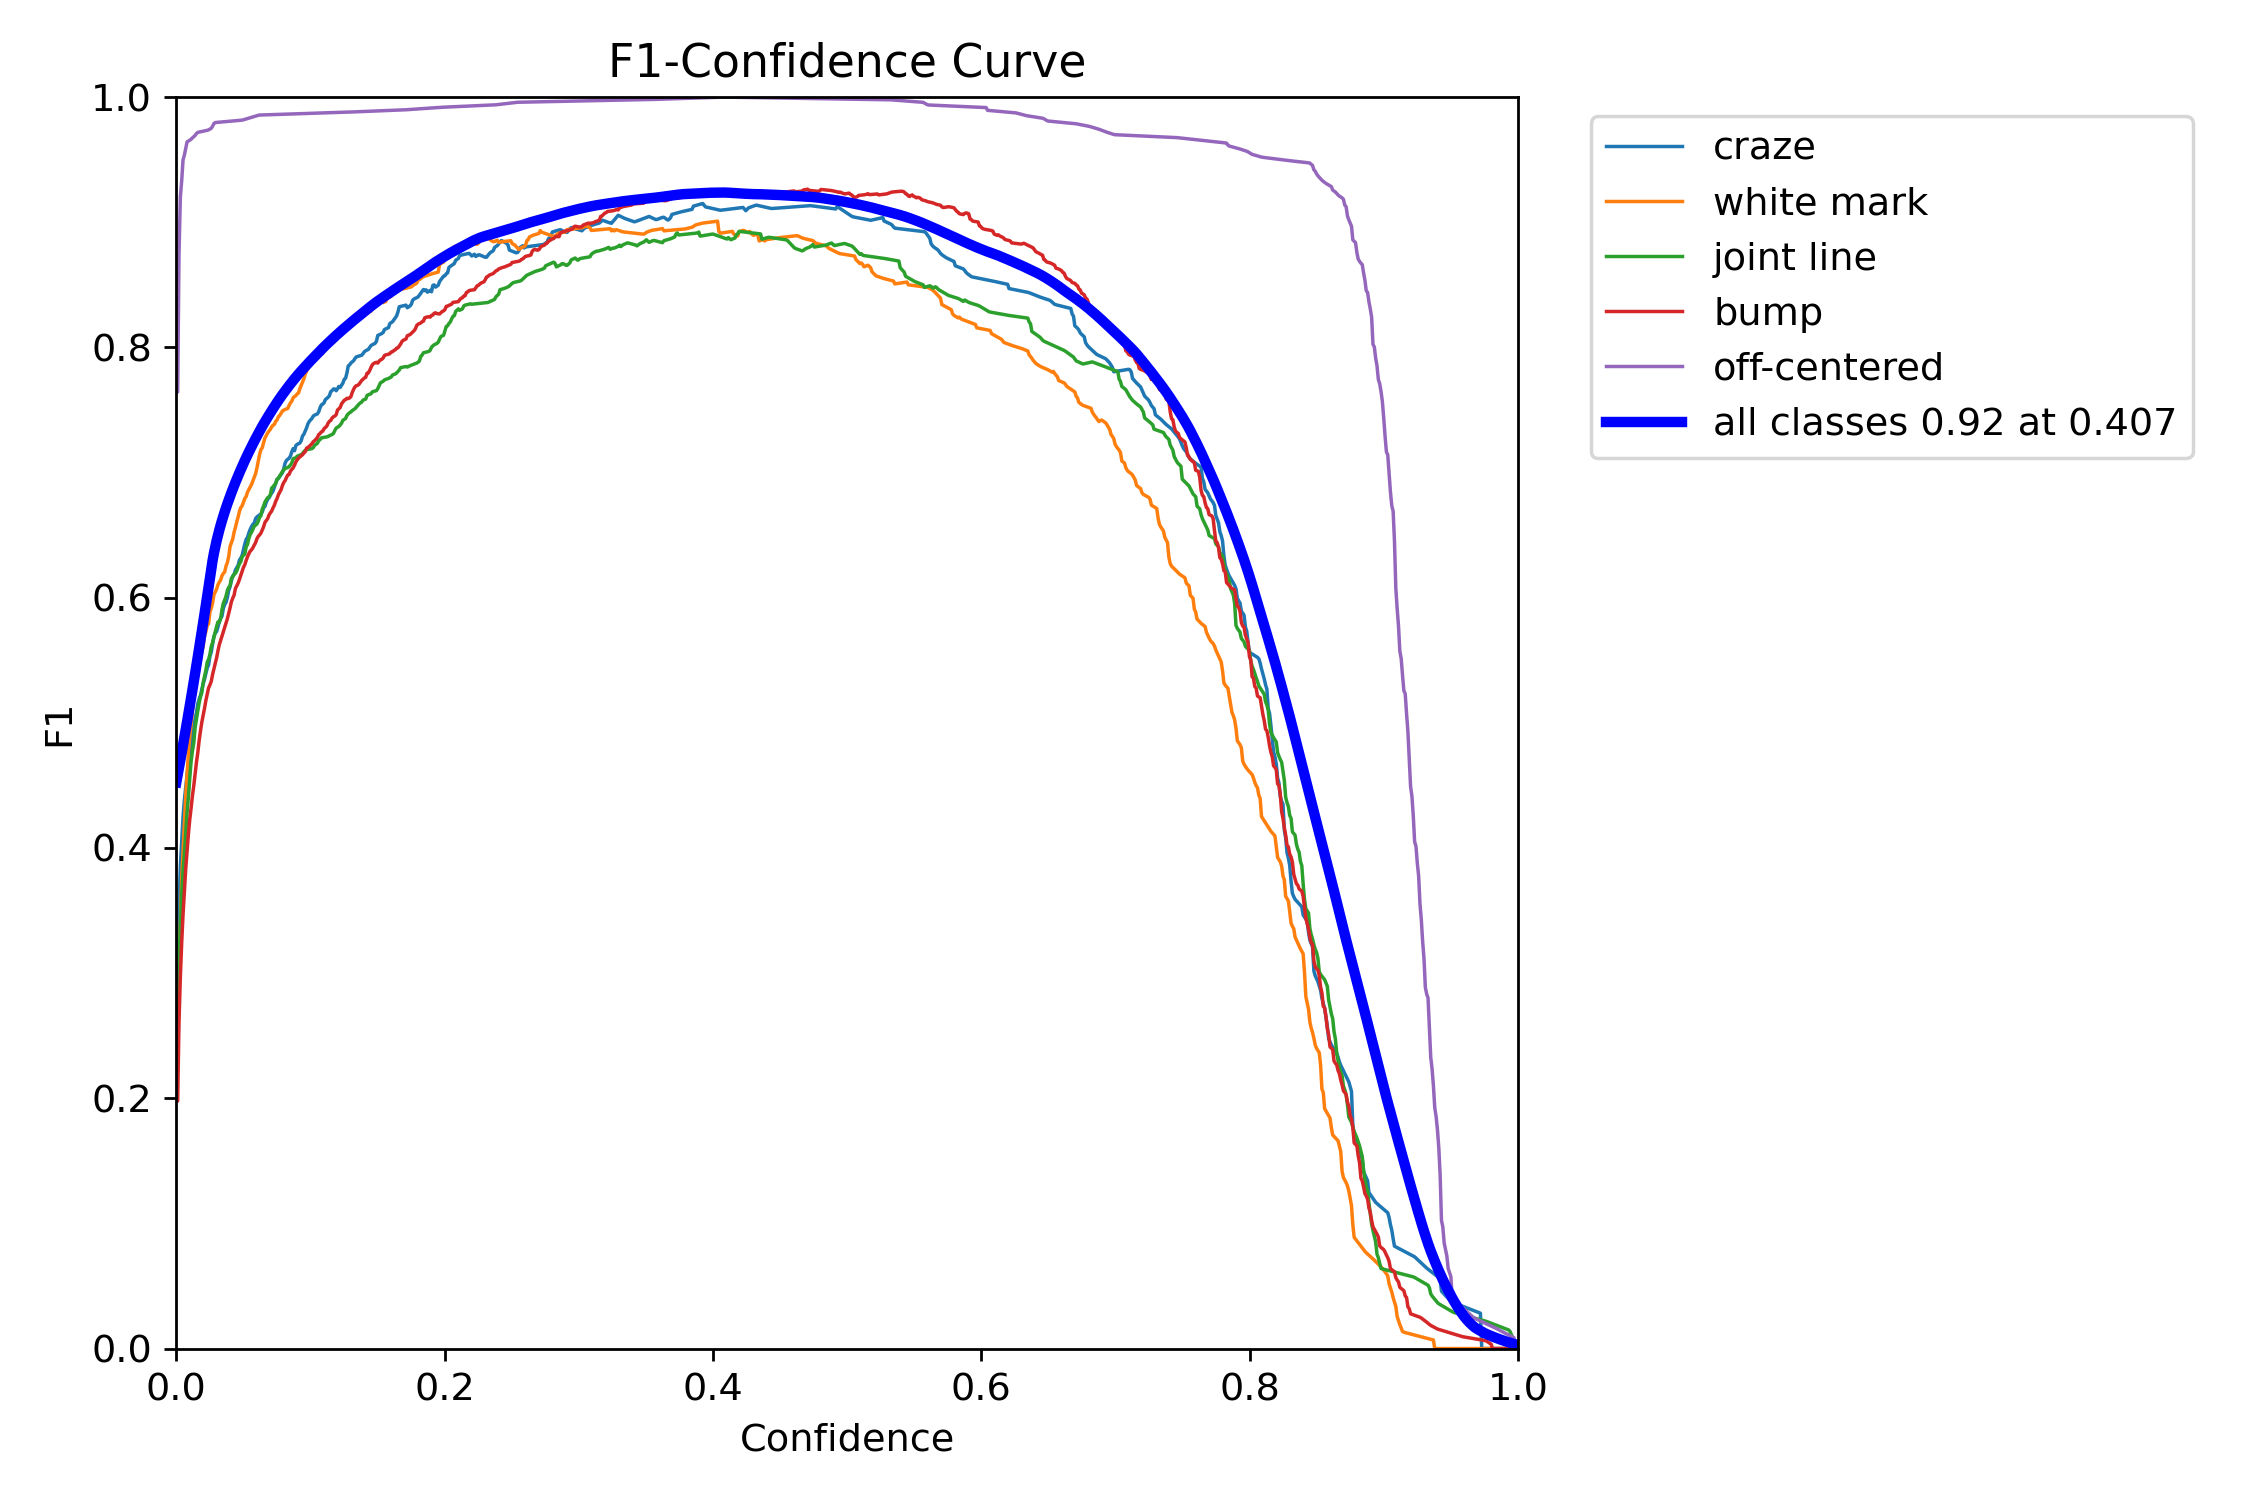 F1-Confidence Curve
1.0
0.8
0.6
0.4
0.2
0.0
F1
0.0 0.2 0.4 0.6 0.8 1.0
Confidence
craze
white mark
joint line
bump
off-centered
all classes 0.92 at 0.407